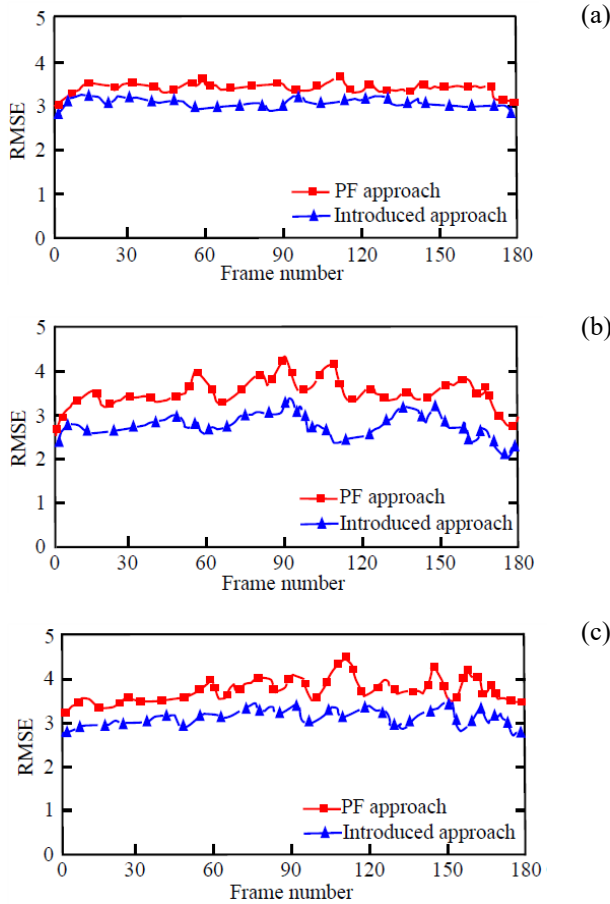 (a)
5
4
3
2
1
0
RMSE
PF approach
Introduced approach
0 30 60 90 120 150 180
Frame number
(b)
5
4
3
2
1
0
RMSE
PF approach
Introduced approach
0 30 60 90 120 150 180
Frame number
(c)
5
4
3
2
1
0
RMSE
PF approach
Introduced approach
0 30 60 90 120 150 180
Frame number